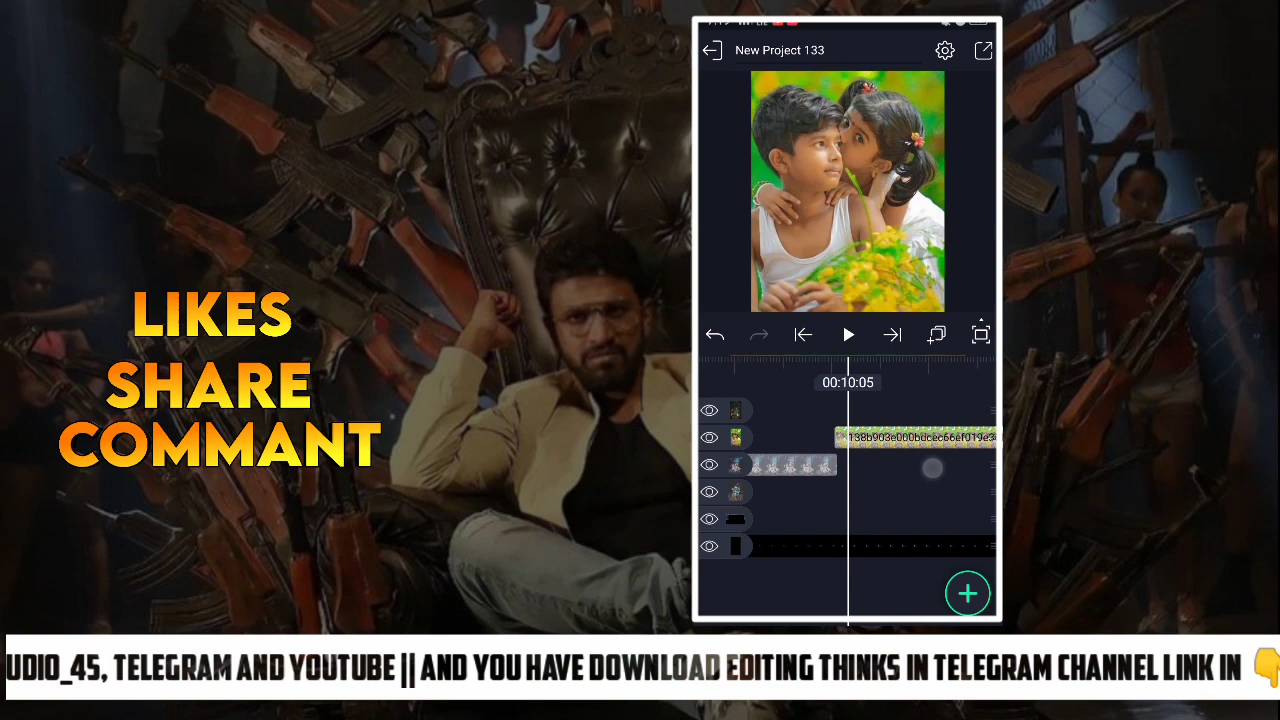 New Project 133
LIKES
SHARE
COMMANT
00:10:05
138b903e000bdcec66ef019e3
UDIO_45, TELEGRAM AND YOUTUBE || AND YOU HAVE DOWNLOAD EDITING THINKS IN TELEGRAM CHANNEL LINK IN 👇